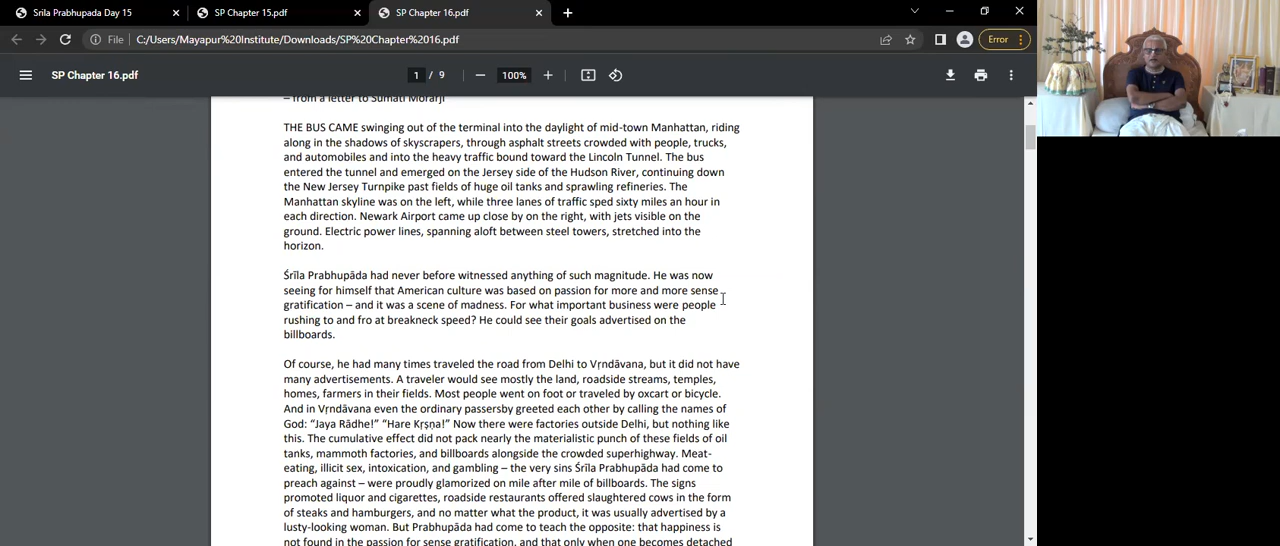 Srila Prabhupada Day 15
SP Chapter 15.pdf
SP Chapter 16.pdf
File
C:/Users/Mayapur%20Institute/Downloads/SP%20Chapter%2016.pdf
Error
SP Chapter 16.pdf
1 / 9
100%
– from a letter to Sumati Morarji
THE BUS CAME swinging out of the terminal into the daylight of mid-town Manhattan, riding
along in the shadows of skyscrapers, through asphalt streets crowded with people, trucks,
and automobiles and into the heavy traffic bound toward the Lincoln Tunnel. The bus
entered the tunnel and emerged on the Jersey side of the Hudson River, continuing down
the New Jersey Turnpike past fields of huge oil tanks and sprawling refineries. The
Manhattan skyline was on the left, while three lanes of traffic sped sixty miles an hour in
each direction. Newark Airport came up close by on the right, with jets visible on the
ground. Electric power lines, spanning aloft between steel towers, stretched into the
horizon.
Śrīla Prabhupāda had never before witnessed anything of such magnitude. He was now
seeing for himself that American culture was based on passion for more and more sense
gratification – and it was a scene of madness. For what important business were people
rushing to and fro at breakneck speed? He could see their goals advertised on the
billboards.
Of course, he had many times traveled the road from Delhi to Vṛndāvana, but it did not have
many advertisements. A traveler would see mostly the land, roadside streams, temples,
homes, farmers in their fields. Most people went on foot or traveled by oxcart or bicycle.
And in Vṛndāvana even the ordinary passersby greeted each other by calling the names of
God: “Jaya Rādhe!” “Hare Kṛṣṇa!” Now there were factories outside Delhi, but nothing like
this. The cumulative effect did not pack nearly the materialistic punch of these fields of oil
tanks, mammoth factories, and billboards alongside the crowded superhighway. Meat-
eating, illicit sex, intoxication, and gambling – the very sins Śrīla Prabhupāda had come to
preach against – were proudly glamorized on mile after mile of billboards. The signs
promoted liquor and cigarettes, roadside restaurants offered slaughtered cows in the form
of steaks and hamburgers, and no matter what the product, it was usually advertised by a
lusty-looking woman. But Prabhupāda had come to teach the opposite: that happiness is
not found in the passion for sense gratification, and that only when one becomes detached